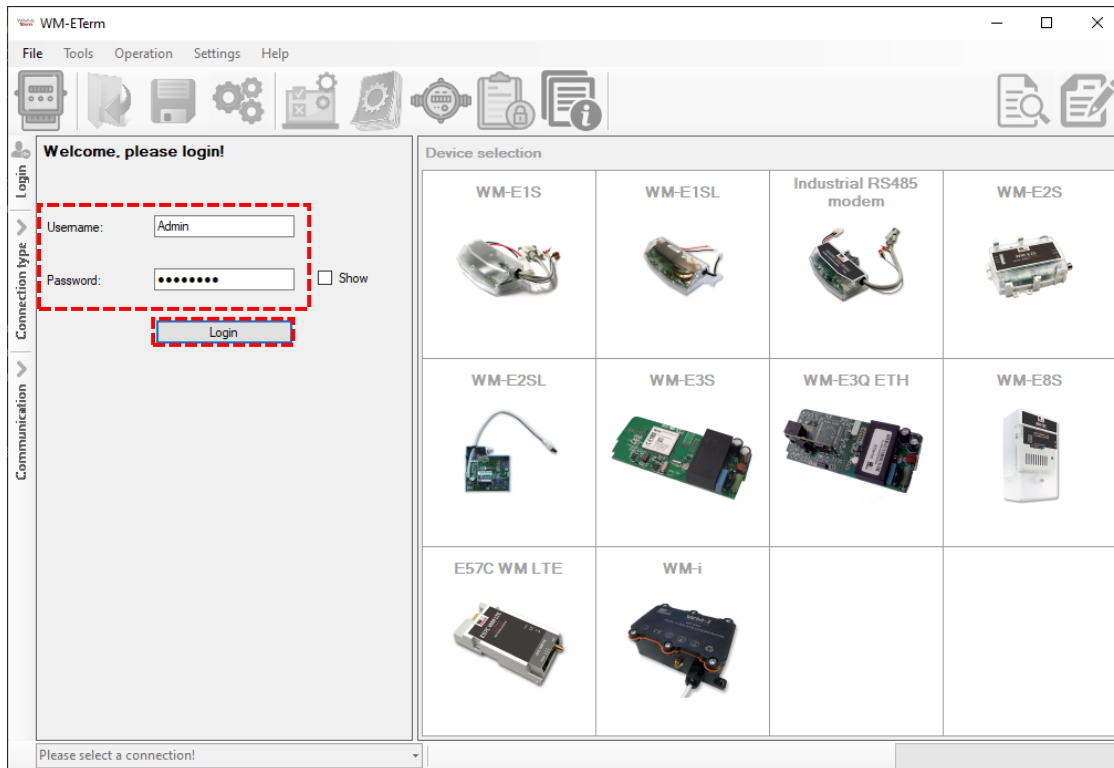 WM-ETerm
File Tools Operation Settings Help
Login
Connection type
Communication
Welcome, please login!
Username: Admin
Password: ●●●●●●●●
Show
Login
Device selection
WM-E1S
WM-E1SL
Industrial RS485
modem
WM-E2S
WM-E2SL
WM-E3S
WM-E3Q ETH
WM-E8S
E57C WM LTE
WM-i
Please select a connection!